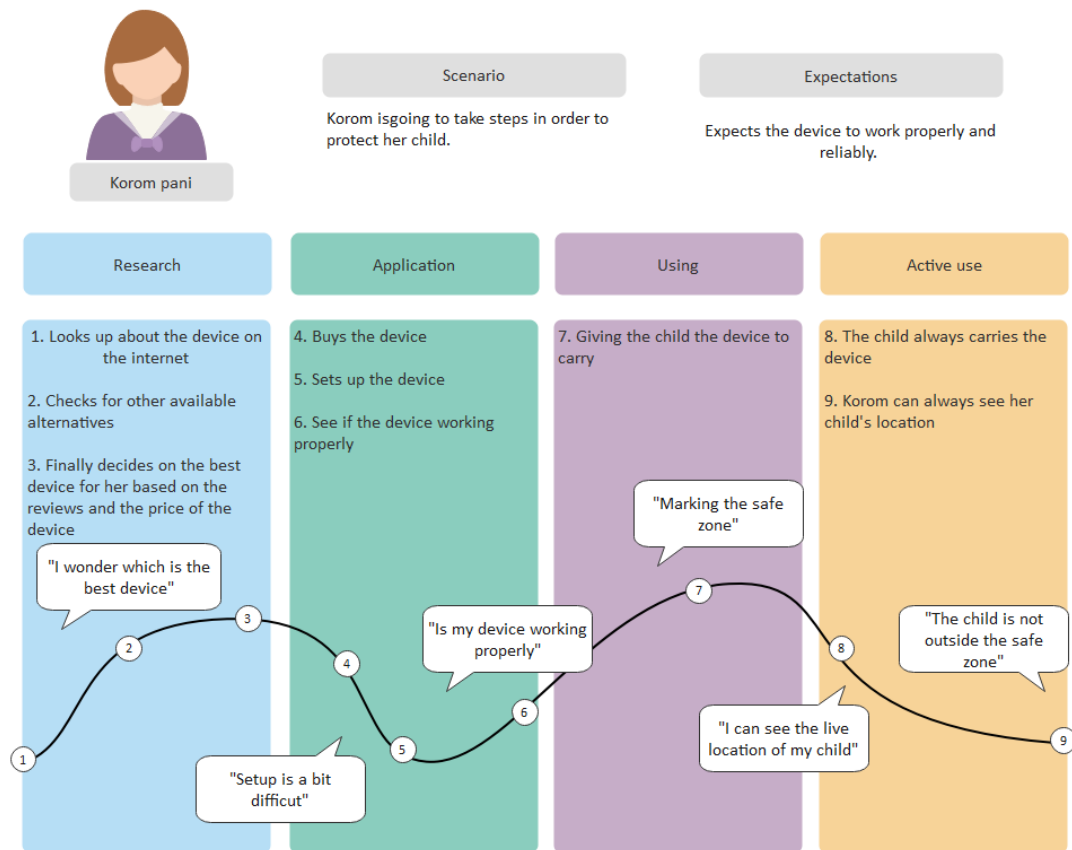 Scenario
Expectations
Korom isgoing to take steps in order to
protect her child.
Expects the device to work properly and
reliably.
Korom pani
Research
Application
Using
Active use
1. Looks up about the device on
the internet
2. Checks for other available
alternatives
3. Finally decides on the best
device for her based on the
reviews and the price of the
device
4. Buys the device
5. Sets up the device
6. See if the device working
properly
7. Giving the child the device to
carry
8. The child always carries the
device
9. Korom can always see her
child's location
"I wonder which is the
best device"
"Setup is a bit
difficut"
"Is my device working
properly"
"Marking the safe
zone"
"I can see the live
location of my child"
"The child is not
outside the safe
zone"
1
2
3
4
5
6
7
8
9